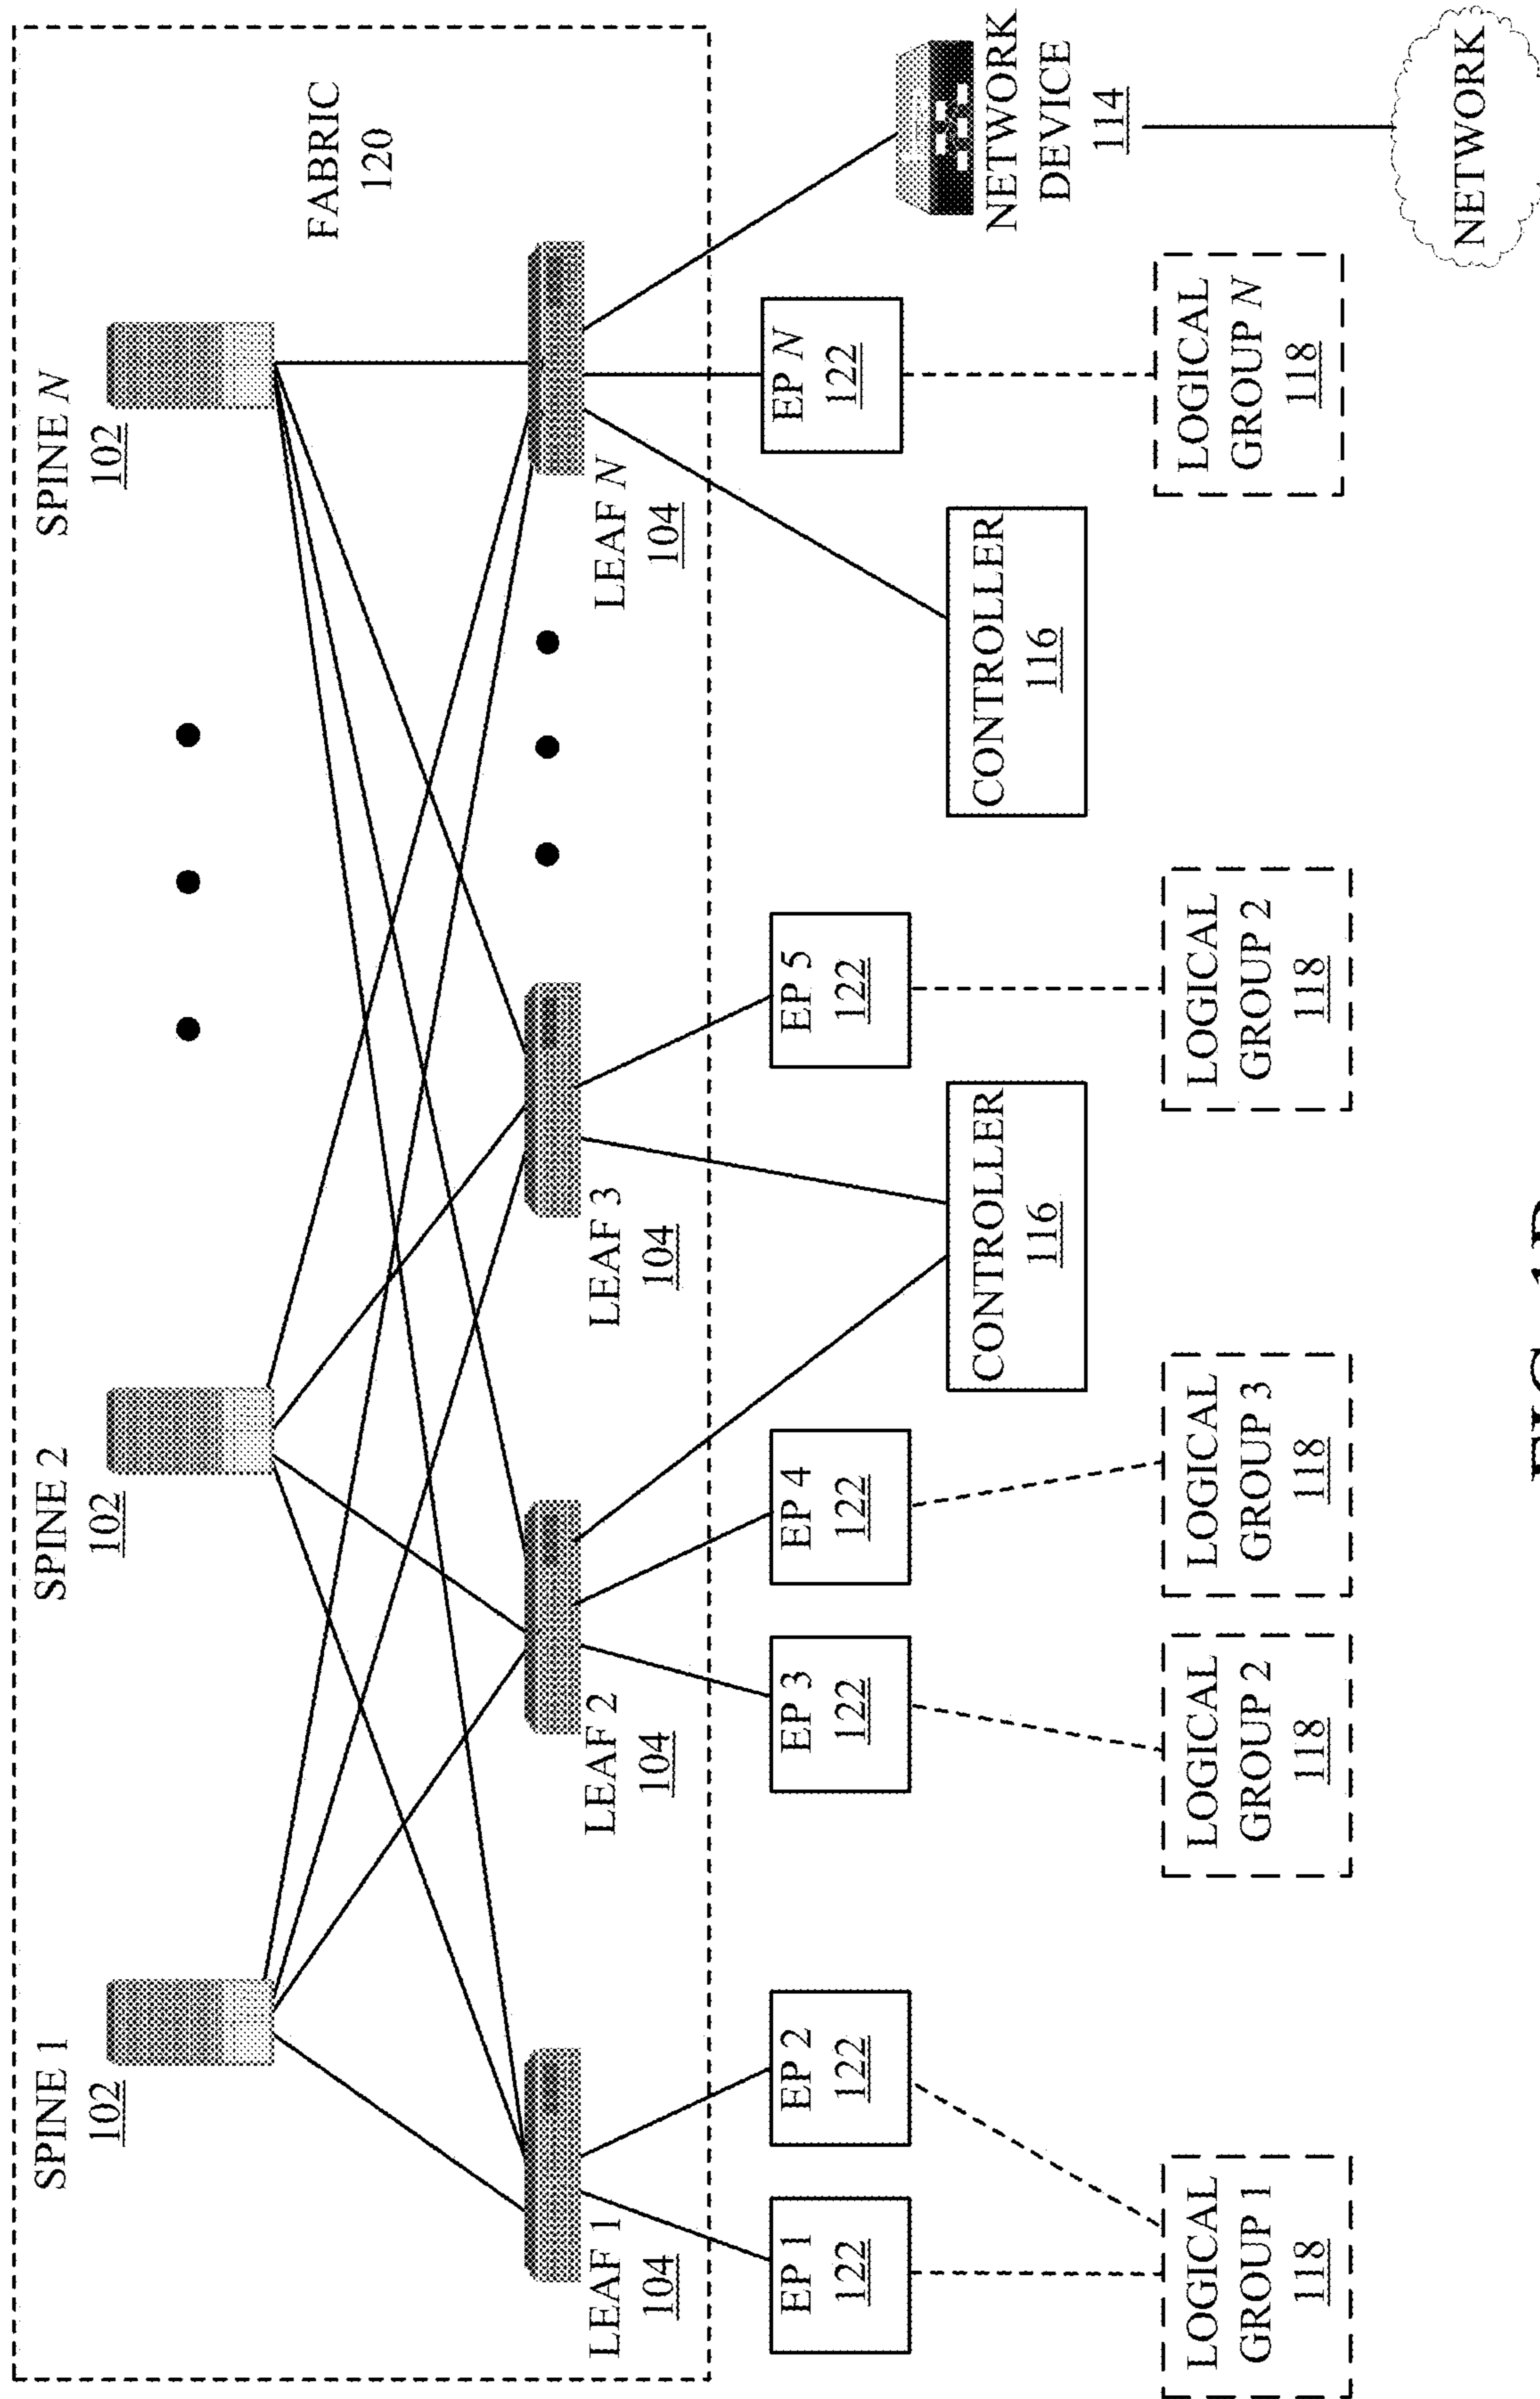 SPINE 1
102
SPINE 2
102
SPINE N
102
FABRIC
120
LEAF 1
104
LEAF 2
104
LEAF 3
104
LEAF N
104
EP 1
122
EP 2
122
EP 3
122
EP 4
122
EP 5
122
EP N
122
CONTROLLER
116
CONTROLLER
116
NETWORK
DEVICE
114
LOGICAL
GROUP 1
118
LOGICAL
GROUP 2
118
LOGICAL
GROUP 3
118
LOGICAL
GROUP 2
118
LOGICAL
GROUP N
118
NETWORK